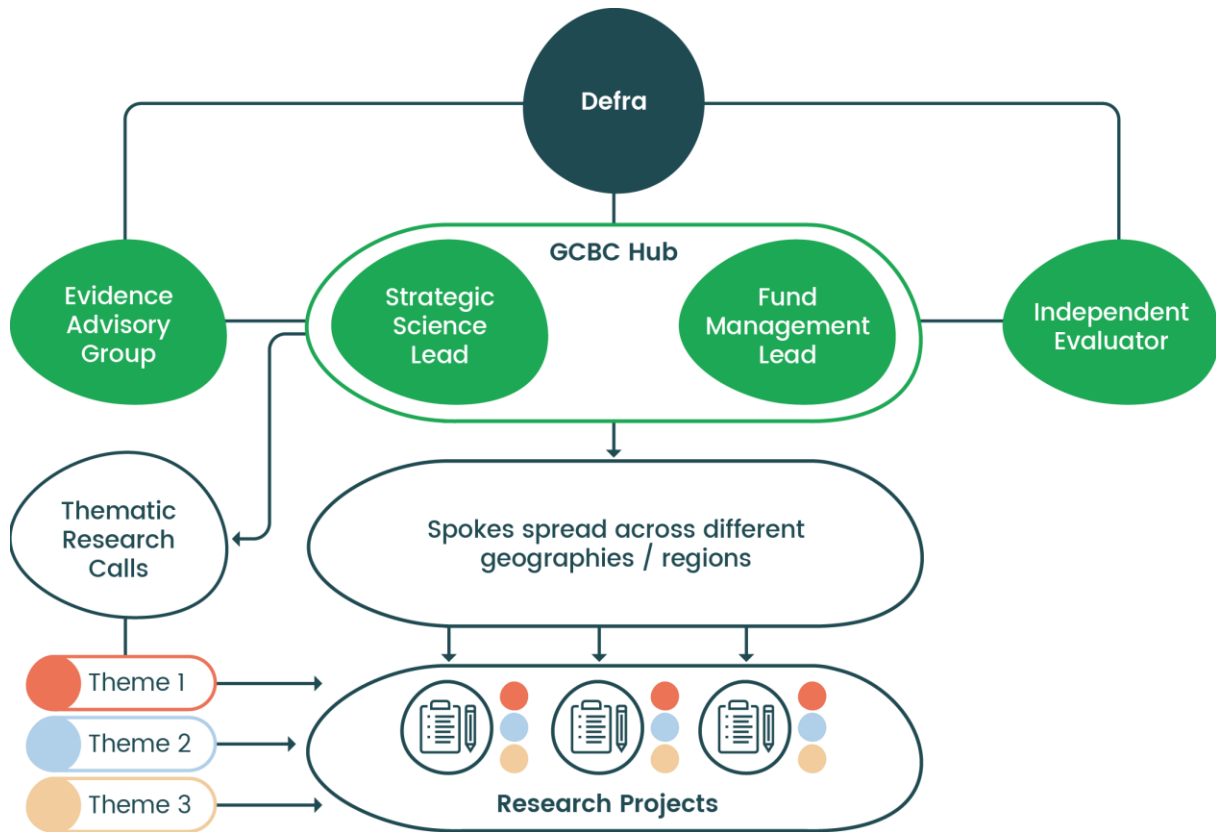 Defra
GCBC Hub
Evidence
Advisory
Group
Strategic
Science
Lead
Fund
Management
Lead
Independent
Evaluator
Thematic
Research
Calls
Spokes spread across different
geographies / regions
Theme 1
Theme 2
Theme 3
Research Projects